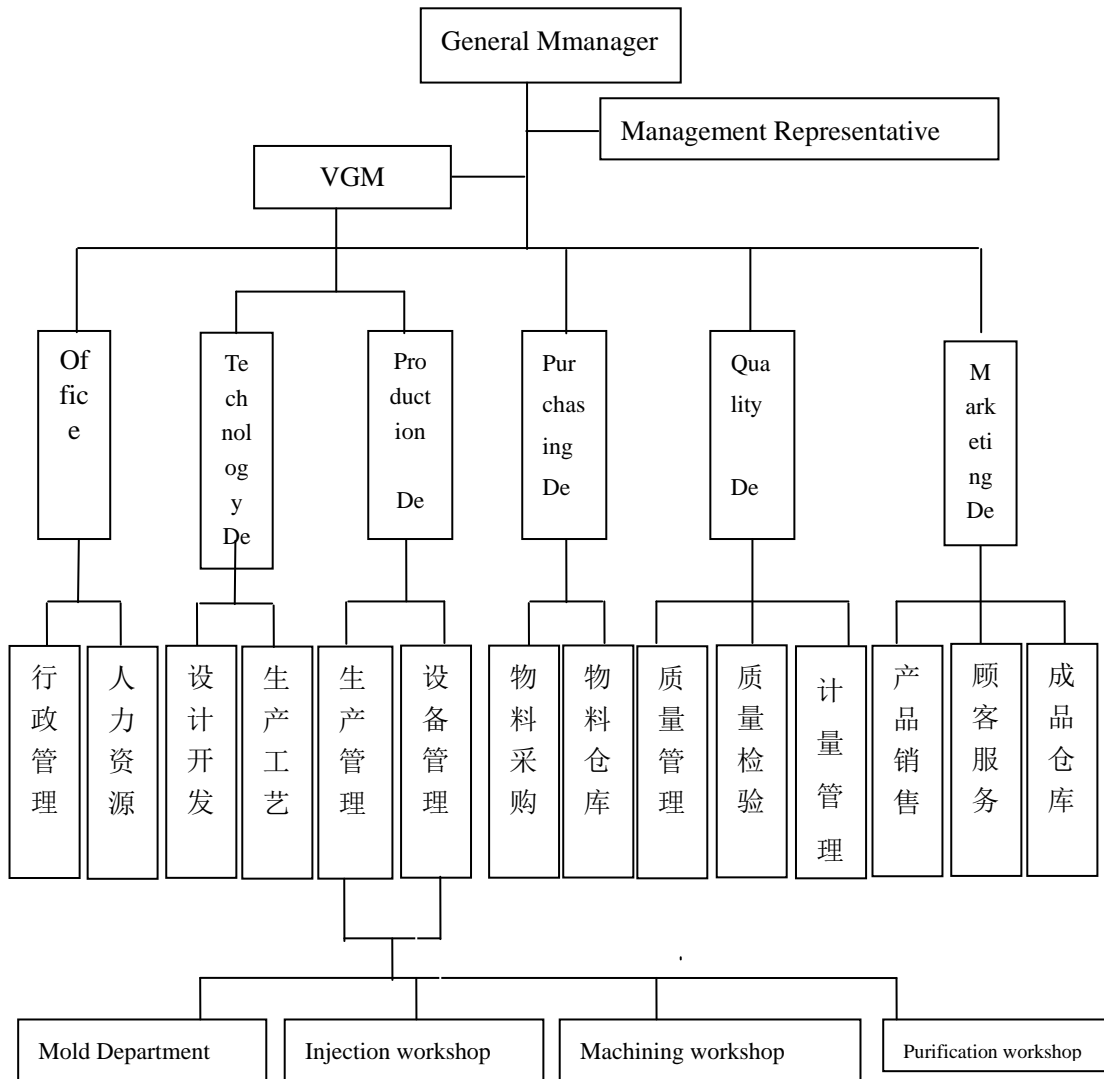 General Mmanager
Management Representative
VGM
Of
fic
e
Te
ch
nol
og
y
De
Pro
duct
ion
De
Pur
chas
ing
De
Qua
lity
De
M
ark
eti
ng
De
行政管理
人力资源
设计开发
生产工艺
生产管理
设备管理
物料采购
物料仓库
质量管理
质量检验
计量管理
产品销售
顾客服务
成品仓库
Mold Department
Injection workshop
Machining workshop
Purification workshop